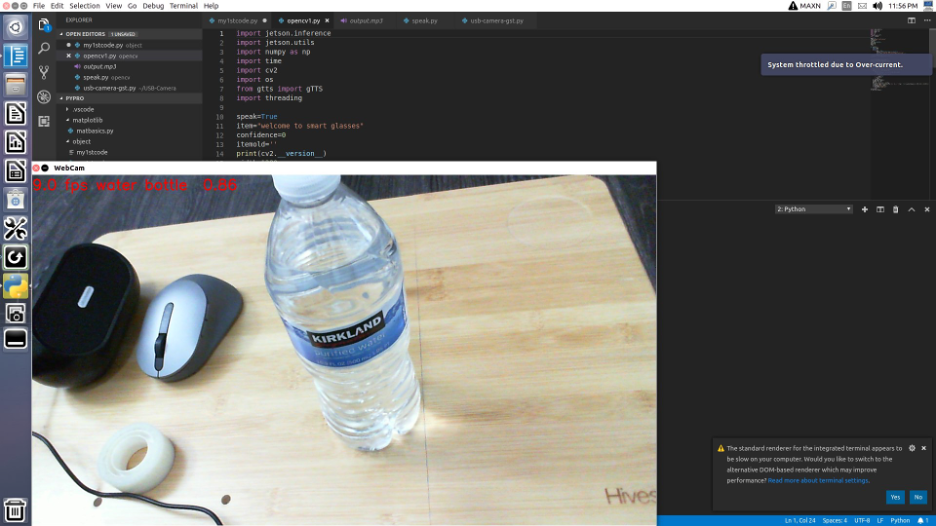 File Edit Selection View Go Debug Terminal Help
MAXN
En
11:56 PM
EXPLORER
OPEN EDITORS 1 UNSAVED
my1stcode.py object
opencv1.py opencv
output.mp3
speak.py
usb-camera-gst.py ~/USB-Camera
PYPRO
.vscode
matplotlib
matbasics.py
object
my1stcode
my1stcode.py
opencv1.py
output.mp3
speak.py
usb-camera-gst.py
1 import jetson.inference
2 import jetson.utils
3 import numpy as np
4 import time
5 import cv2
6 import os
7 from gtts import gTTS
8 import threading
9
10 speak=True
11 item="welcome to smart glasses"
12 confidence=0
13 itemold=''
14 print(cv2.__version__)
System throttled due to Over-current.
WebCam
9.0 fps water bottle 0.86
KIRKLAND
purified water
Hives
2: Python
The standard renderer for the integrated terminal appears to
be slow on your computer. Would you like to switch to the
alternative DOM-based renderer which may improve
performance? Read more about terminal settings.
Yes
No
Ln 1, Col 24
Spaces: 4
UTF-8
LF
Python
1